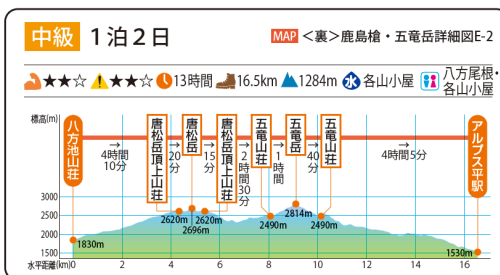 中級 1泊2日 MAP <裏>鹿島槍・五竜岳詳細図E-2
★★☆ ★★☆ 13時間 16.5km 1284m 水 各山小屋 八方尾根・
各山小屋
標高(m)
八方池山荘
→
4時間
10分
唐松岳頂上山荘
→
20分
唐松岳
→
15分
唐松岳頂上山荘
→
2時間30分
五竜山荘
→
1時間
五竜岳
→
40分
五竜山荘
→
4時間5分
アルプス平駅
3000
2500
2000
1500
1830m
2620m
2696m
2620m
2490m
2814m
2490m
1530m
水平距離(km) 0 2 4 6 8 10 12 14 16